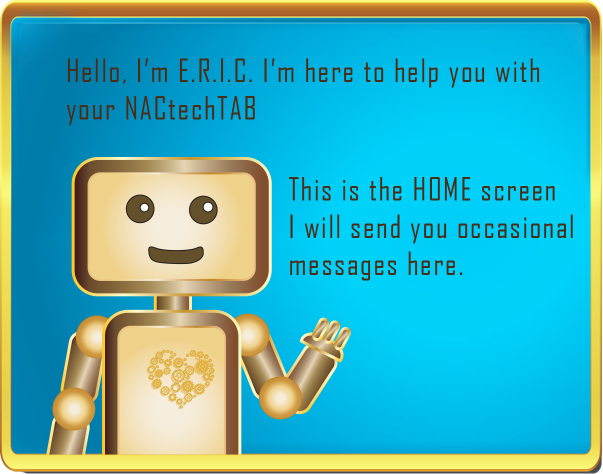 Hello, I'm E.R.I.C. I'm here to help you with
your NACtechTAB
This is the HOME screen
I will send you occasional
messages here.